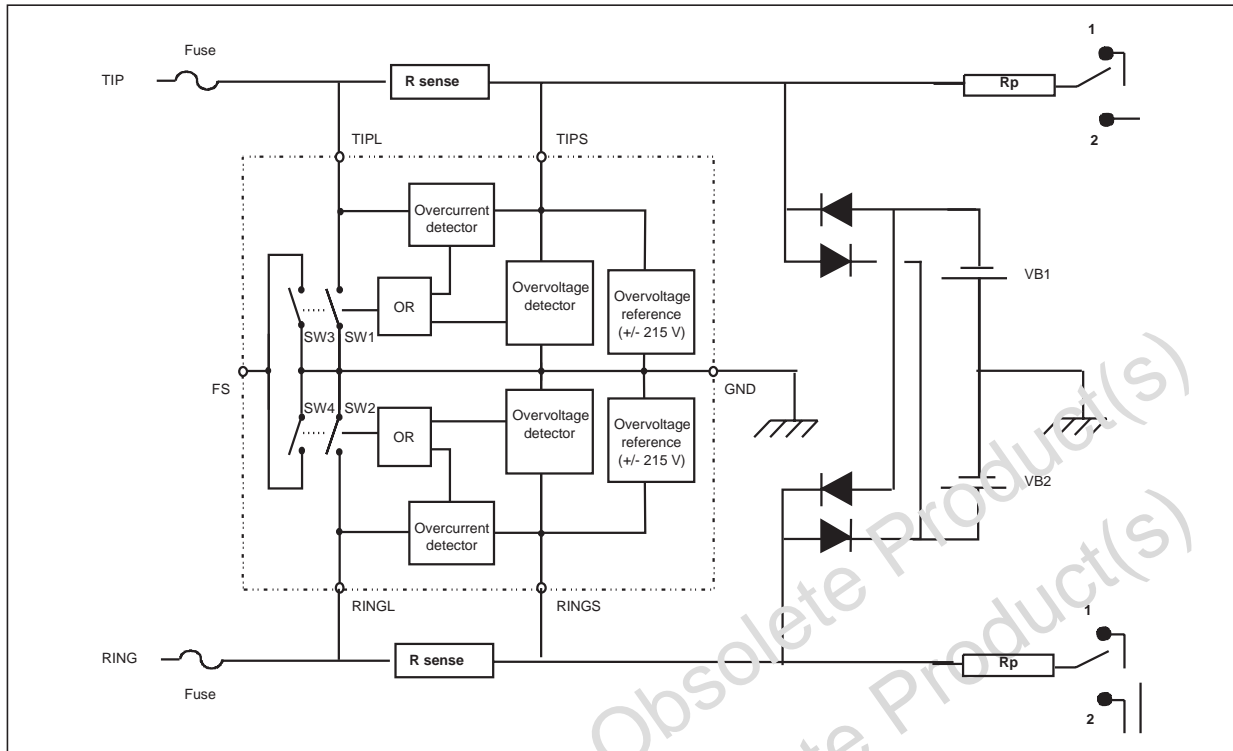 Fuse
TIP
R sense
Rp
1
2
TIPL
TIPS
Overcurrent
detector
OR
Overvoltage
detector
Overvoltage
reference
(+/- 215 V)
SW3
SW1
VB1
FS
GND
SW4
SW2
OR
Overvoltage
detector
Overvoltage
reference
(+/- 215 V)
Overcurrent
detector
VB2
RINGL
RINGS
RING
Fuse
R sense
Rp
1
2
Obsolete Product(s)
ete Product(s)